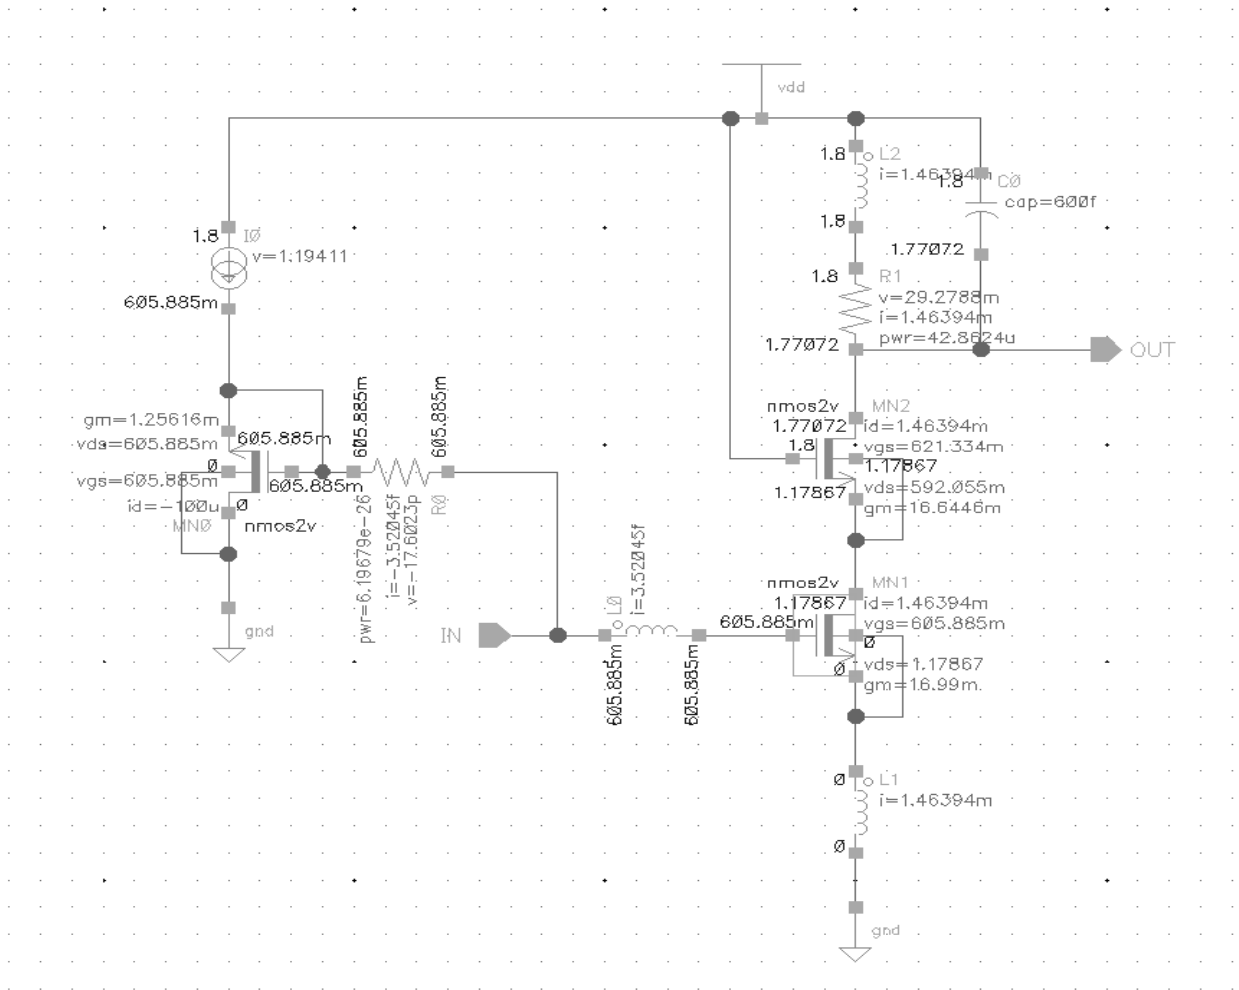 vdd
1.8
L2
i=1.46394m
1.8
C0
cap=600f
1.8
1.8
I0
v=1.19411
1.77072
605.885m
1.8
R1
v=29.2788m
i=1.46394m
pwr=42.8624u
1.77072
OUT
gm=1.25616m
vds=605.885m
605.885m
0
vgs=605.885m
605.885m
id=-100u
0
MN0
nmos2v
605.885m
605.885m
R0
pwr=6.19679e-26
i=-3.52045f
v=-17.6023p
gnd
nmos2v
MN2
1.77072
id=1.46394m
1.8
vgs=621.334m
1.17867
1.17867
vds=592.055m
gm=16.6446m
IN
L0
i=3.52045f
605.885m
605.885m
605.885m
nmos2v
MN1
1.17867
id=1.46394m
vgs=605.885m
0
0
vds=1.17867
gm=16.99m
0
L1
i=1.46394m
0
gnd